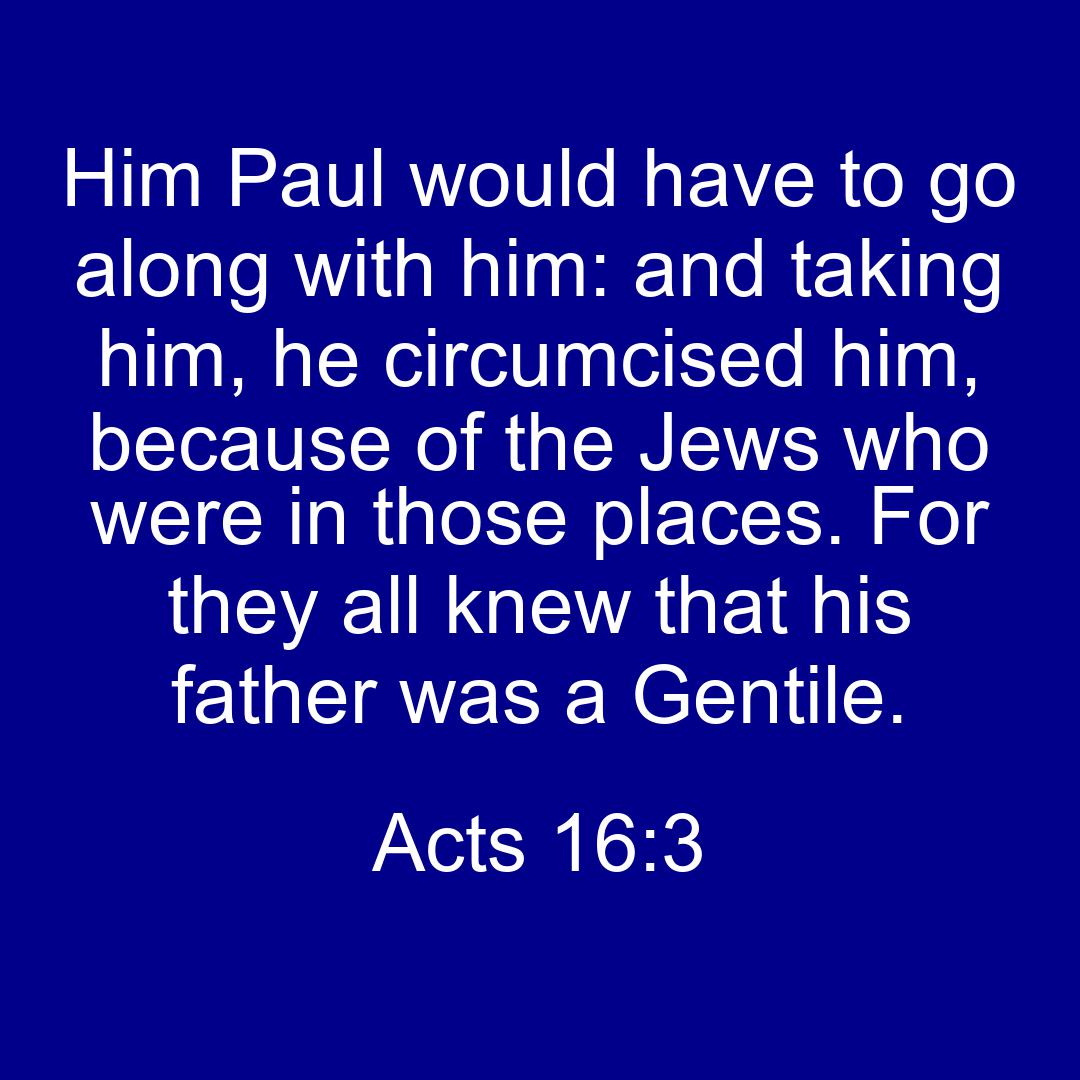 Him Paul would have to go
along with him: and taking
him, he circumcised him,
because of the Jews who
were in those places. For
they all knew that his
father was a Gentile.
Acts 16:3